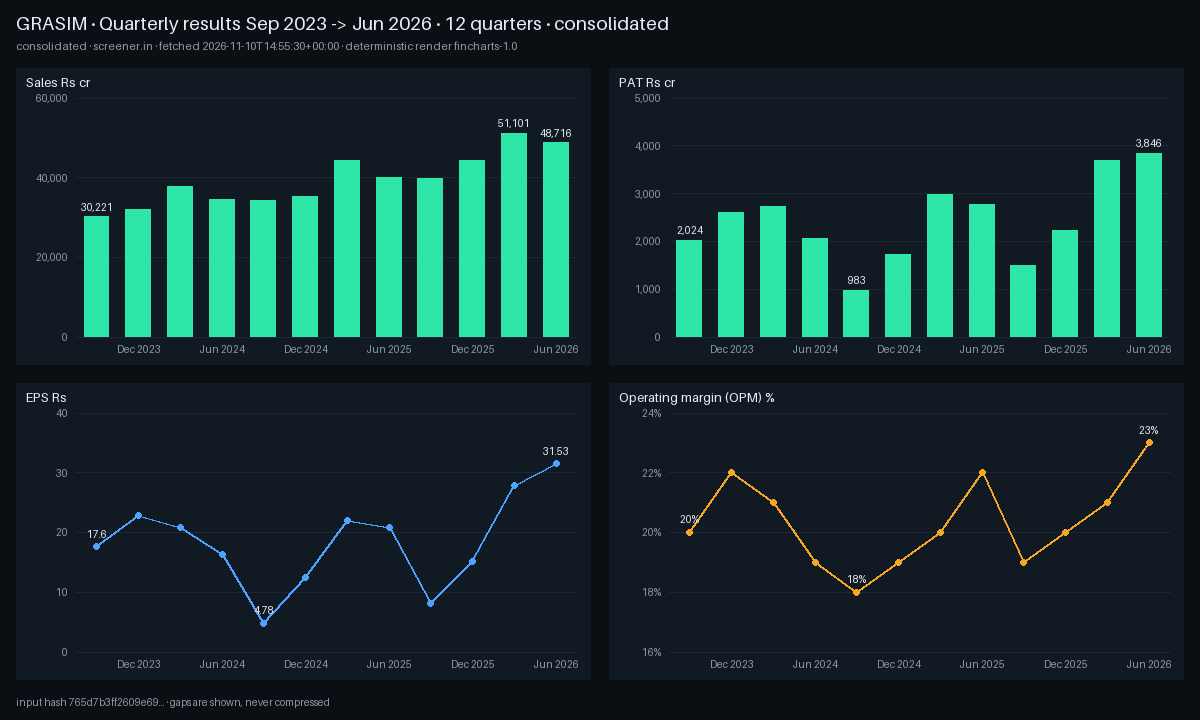 GRASIM · Quarterly results Sep 2023 -> Jun 2026 · 12 quarters · consolidated
consolidated · screener.in · fetched 2026-11-10T14:55:30+00:00 · deterministic render fincharts-1.0
Sales Rs cr
60,000
40,000
20,000
0
30,221
51,101
48,716
Dec 2023
Jun 2024
Dec 2024
Jun 2025
Dec 2025
Jun 2026
PAT Rs cr
5,000
4,000
3,000
2,000
1,000
0
2,024
983
3,846
Dec 2023
Jun 2024
Dec 2024
Jun 2025
Dec 2025
Jun 2026
EPS Rs
40
30
20
10
0
17.6
4.78
31.53
Dec 2023
Jun 2024
Dec 2024
Jun 2025
Dec 2025
Jun 2026
Operating margin (OPM) %
24%
22%
20%
18%
16%
20%
18%
23%
Dec 2023
Jun 2024
Dec 2024
Jun 2025
Dec 2025
Jun 2026
input hash 765d7b3ff2609e69… · gaps are shown, never compressed